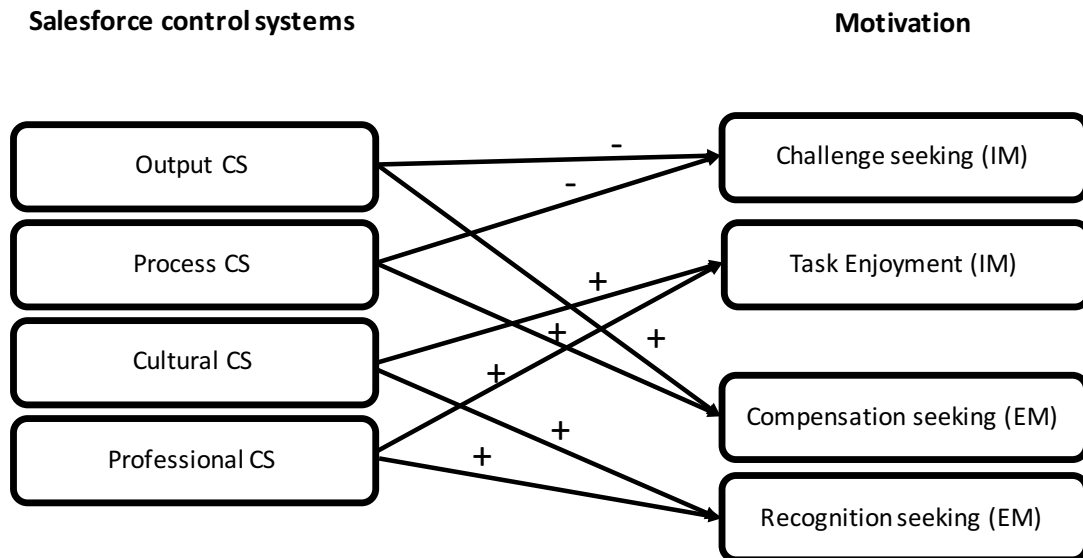 Salesforce control systems
Motivation
Output CS
Process CS
Cultural CS
Professional CS
-
-
+
+
+
+
+
+
Challenge seeking (IM)
Task Enjoyment (IM)
Compensation seeking (EM)
Recognition seeking (EM)